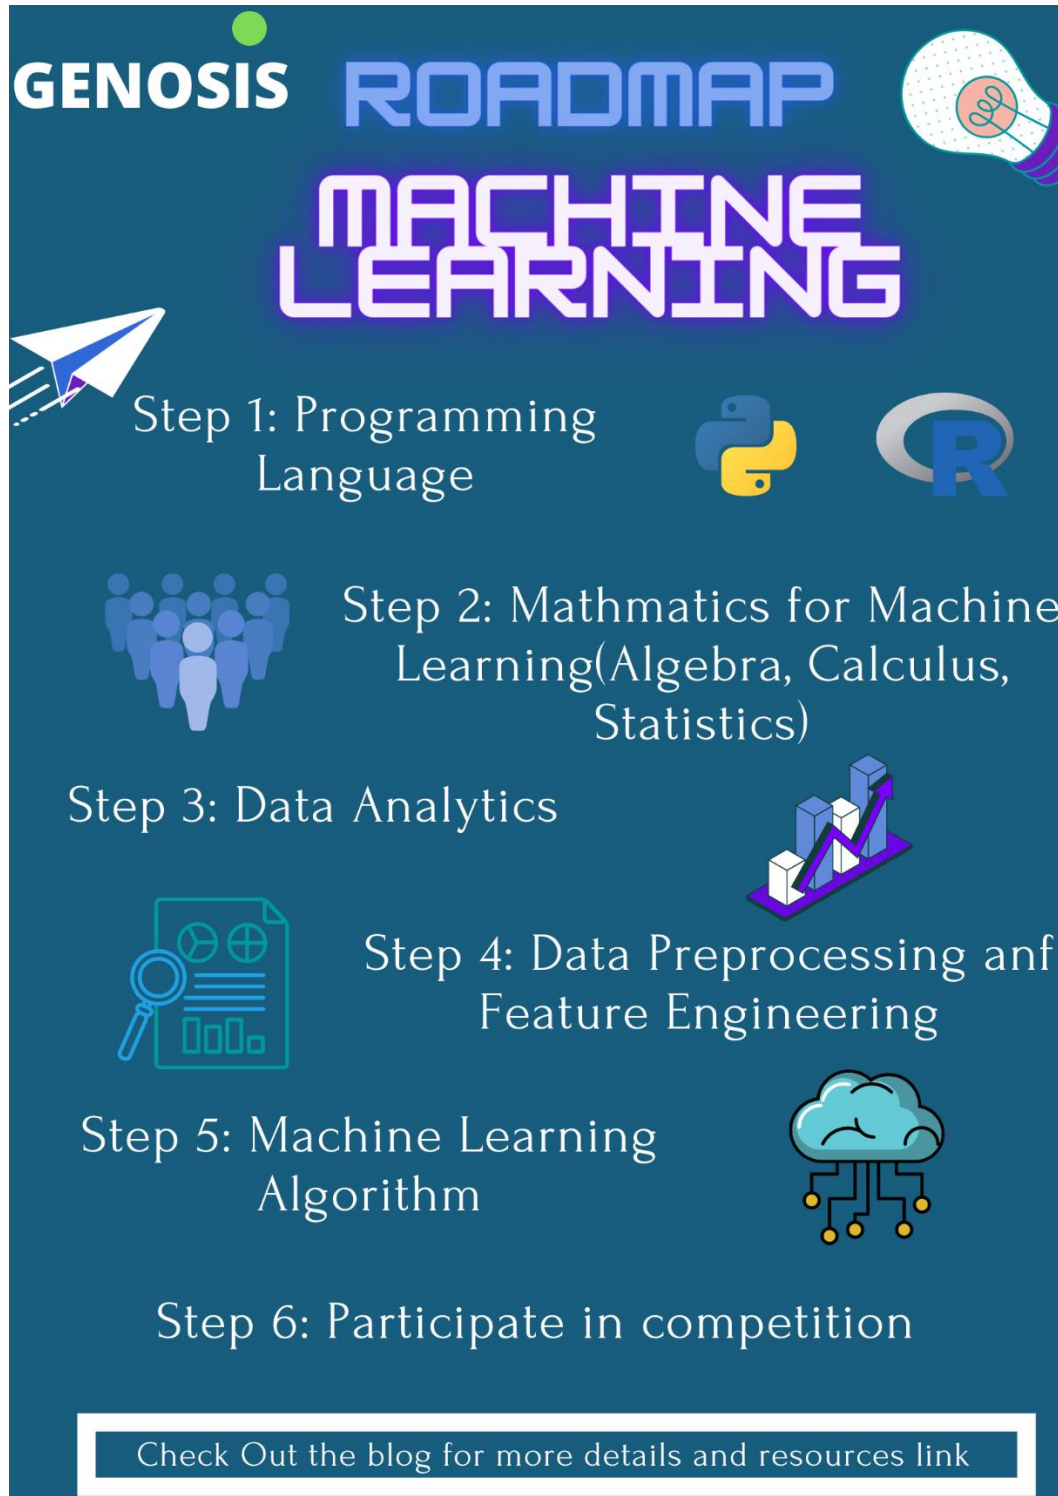 GENOSIS
ROADMAP
MACHINE
LEARNING
Step 1: Programming
Language
R
Step 2: Mathmatics for Machine
Learning(Algebra, Calculus,
Statistics)
Step 3: Data Analytics
Step 4: Data Preprocessing anf
Feature Engineering
Step 5: Machine Learning
Algorithm
Step 6: Participate in competition
Check Out the blog for more details and resources link